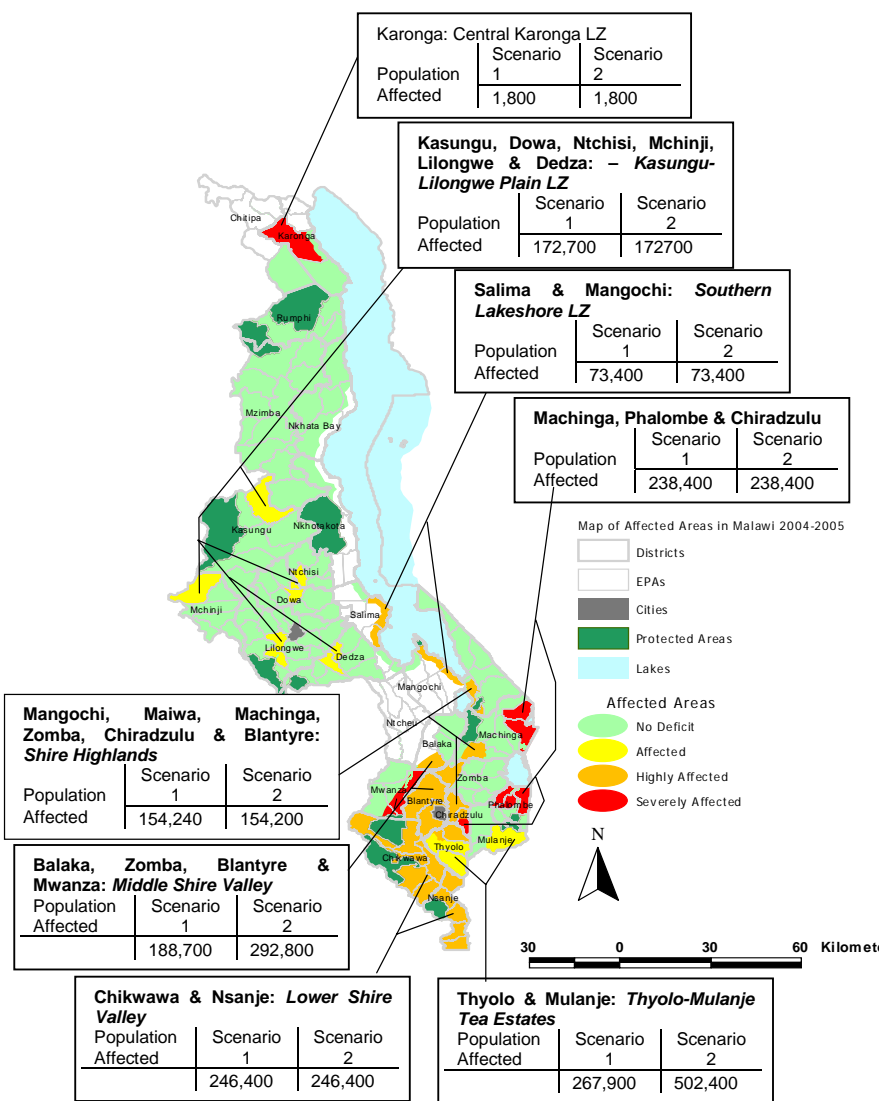 Karonga: Central Karonga LZ
Population Affected | Scenario 1 | Scenario 2
1,800 | 1,800
Kasungu, Dowa, Ntchisi, Mchinji,
Lilongwe & Dedza: – Kasungu-
Lilongwe Plain LZ
Population Affected | Scenario 1 | Scenario 2
172,700 | 172700
Salima & Mangochi: Southern
Lakeshore LZ
Population Affected | Scenario 1 | Scenario 2
73,400 | 73,400
Machinga, Phalombe & Chiradzulu
Population Affected | Scenario 1 | Scenario 2
238,400 | 238,400
Map of Affected Areas in Malawi 2004-2005
Districts
EPAs
Cities
Protected Areas
Lakes
Affected Areas
No Deficit
Affected
Highly Affected
Severely Affected
N
30 0 30 60 Kilomete
Chitipa
Karonga
Rumphi
Mzimba
Nkhata Bay
Kasungu
Nkhotakota
Ntchisi
Dowa
Mchinji
Salima
Lilongwe
Dedza
Mangochi
Ntcheu
Machinga
Balaka
Zomba
Mwanza
Blantyre
Phalombe
Chiradzulu
Mulanje
Thyolo
Chikwawa
Nsanje
Mangochi, Maiwa, Machinga,
Zomba, Chiradzulu & Blantyre:
Shire Highlands
Population Affected | Scenario 1 | Scenario 2
154,240 | 154,200
Balaka, Zomba, Blantyre &
Mwanza: Middle Shire Valley
Population Affected | Scenario 1 | Scenario 2
188,700 | 292,800
Chikwawa & Nsanje: Lower Shire
Valley
Population Affected | Scenario 1 | Scenario 2
246,400 | 246,400
Thyolo & Mulanje: Thyolo-Mulanje
Tea Estates
Population Affected | Scenario 1 | Scenario 2
267,900 | 502,400